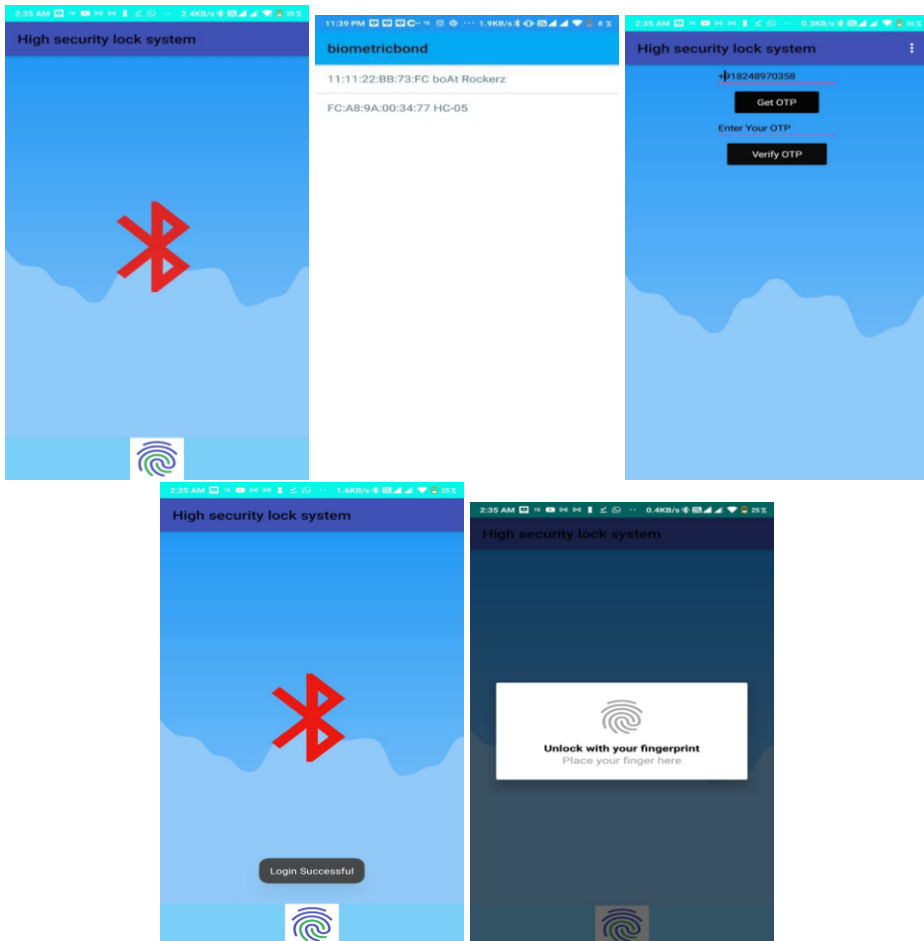 2:35 AM 2.4KB/s 25%
High security lock system
11:39 PM 1.9KB/s 8%
biometricbond
11:11:22:BB:73:FC boAt Rockerz
FC:A8:9A:00:34:77 HC-05
2:35 AM 0.3KB/s
High security lock system
+918248970358
Get OTP
Enter Your OTP
Verify OTP
2:35 AM 1.6KB/s 25%
High security lock system
Login Successful
2:35 AM 0.4KB/s 25%
High security lock system
Unlock with your fingerprint
Place your finger here